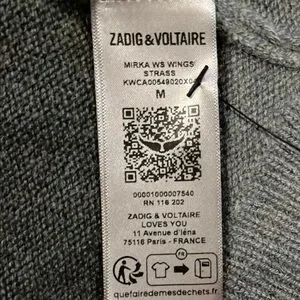 ZADIG & VOLTAIRE
MIRKA WS WINGS
STRASS
M
00001000007540
RN 116 202
ZADIG & VOLTAIRE
LOVES YOU
11 Avenue d'Iéna
75116 Paris - FRANCE
FR
quefairedemesdechets.fr